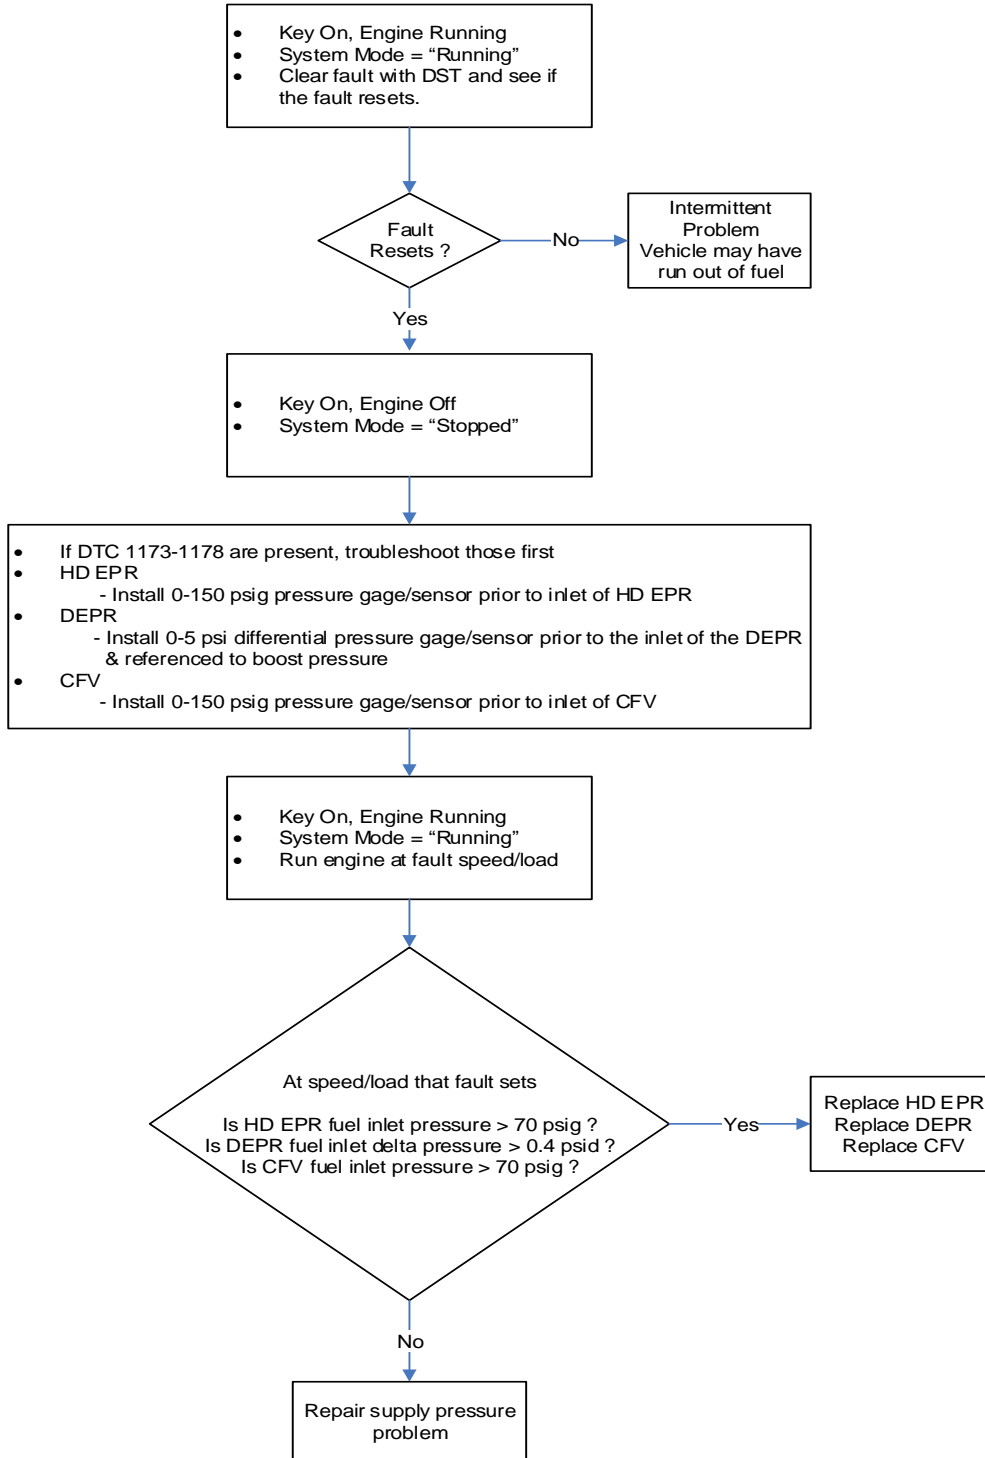 • Key On, Engine Running
• System Mode = “Running”
• Clear fault with DST and see if
the fault resets.
Fault
Resets ?
No
Intermittent
Problem
Vehicle may have
run out of fuel
Yes
• Key On, Engine Off
• System Mode = “Stopped”
• If DTC 1173-1178 are present, troubleshoot those first
• HD EPR
- Install 0-150 psig pressure gage/sensor prior to inlet of HD EPR
• DEPR
- Install 0-5 psi differential pressure gage/sensor prior to the inlet of the DEPR
& referenced to boost pressure
• CFV
- Install 0-150 psig pressure gage/sensor prior to inlet of CFV
• Key On, Engine Running
• System Mode = “Running”
• Run engine at fault speed/load
At speed/load that fault sets
Is HD EPR fuel inlet pressure > 70 psig ?
Is DEPR fuel inlet delta pressure > 0.4 psid ?
Is CFV fuel inlet pressure > 70 psig ?
Yes
Replace HD EPR
Replace DEPR
Replace CFV
No
Repair supply pressure
problem